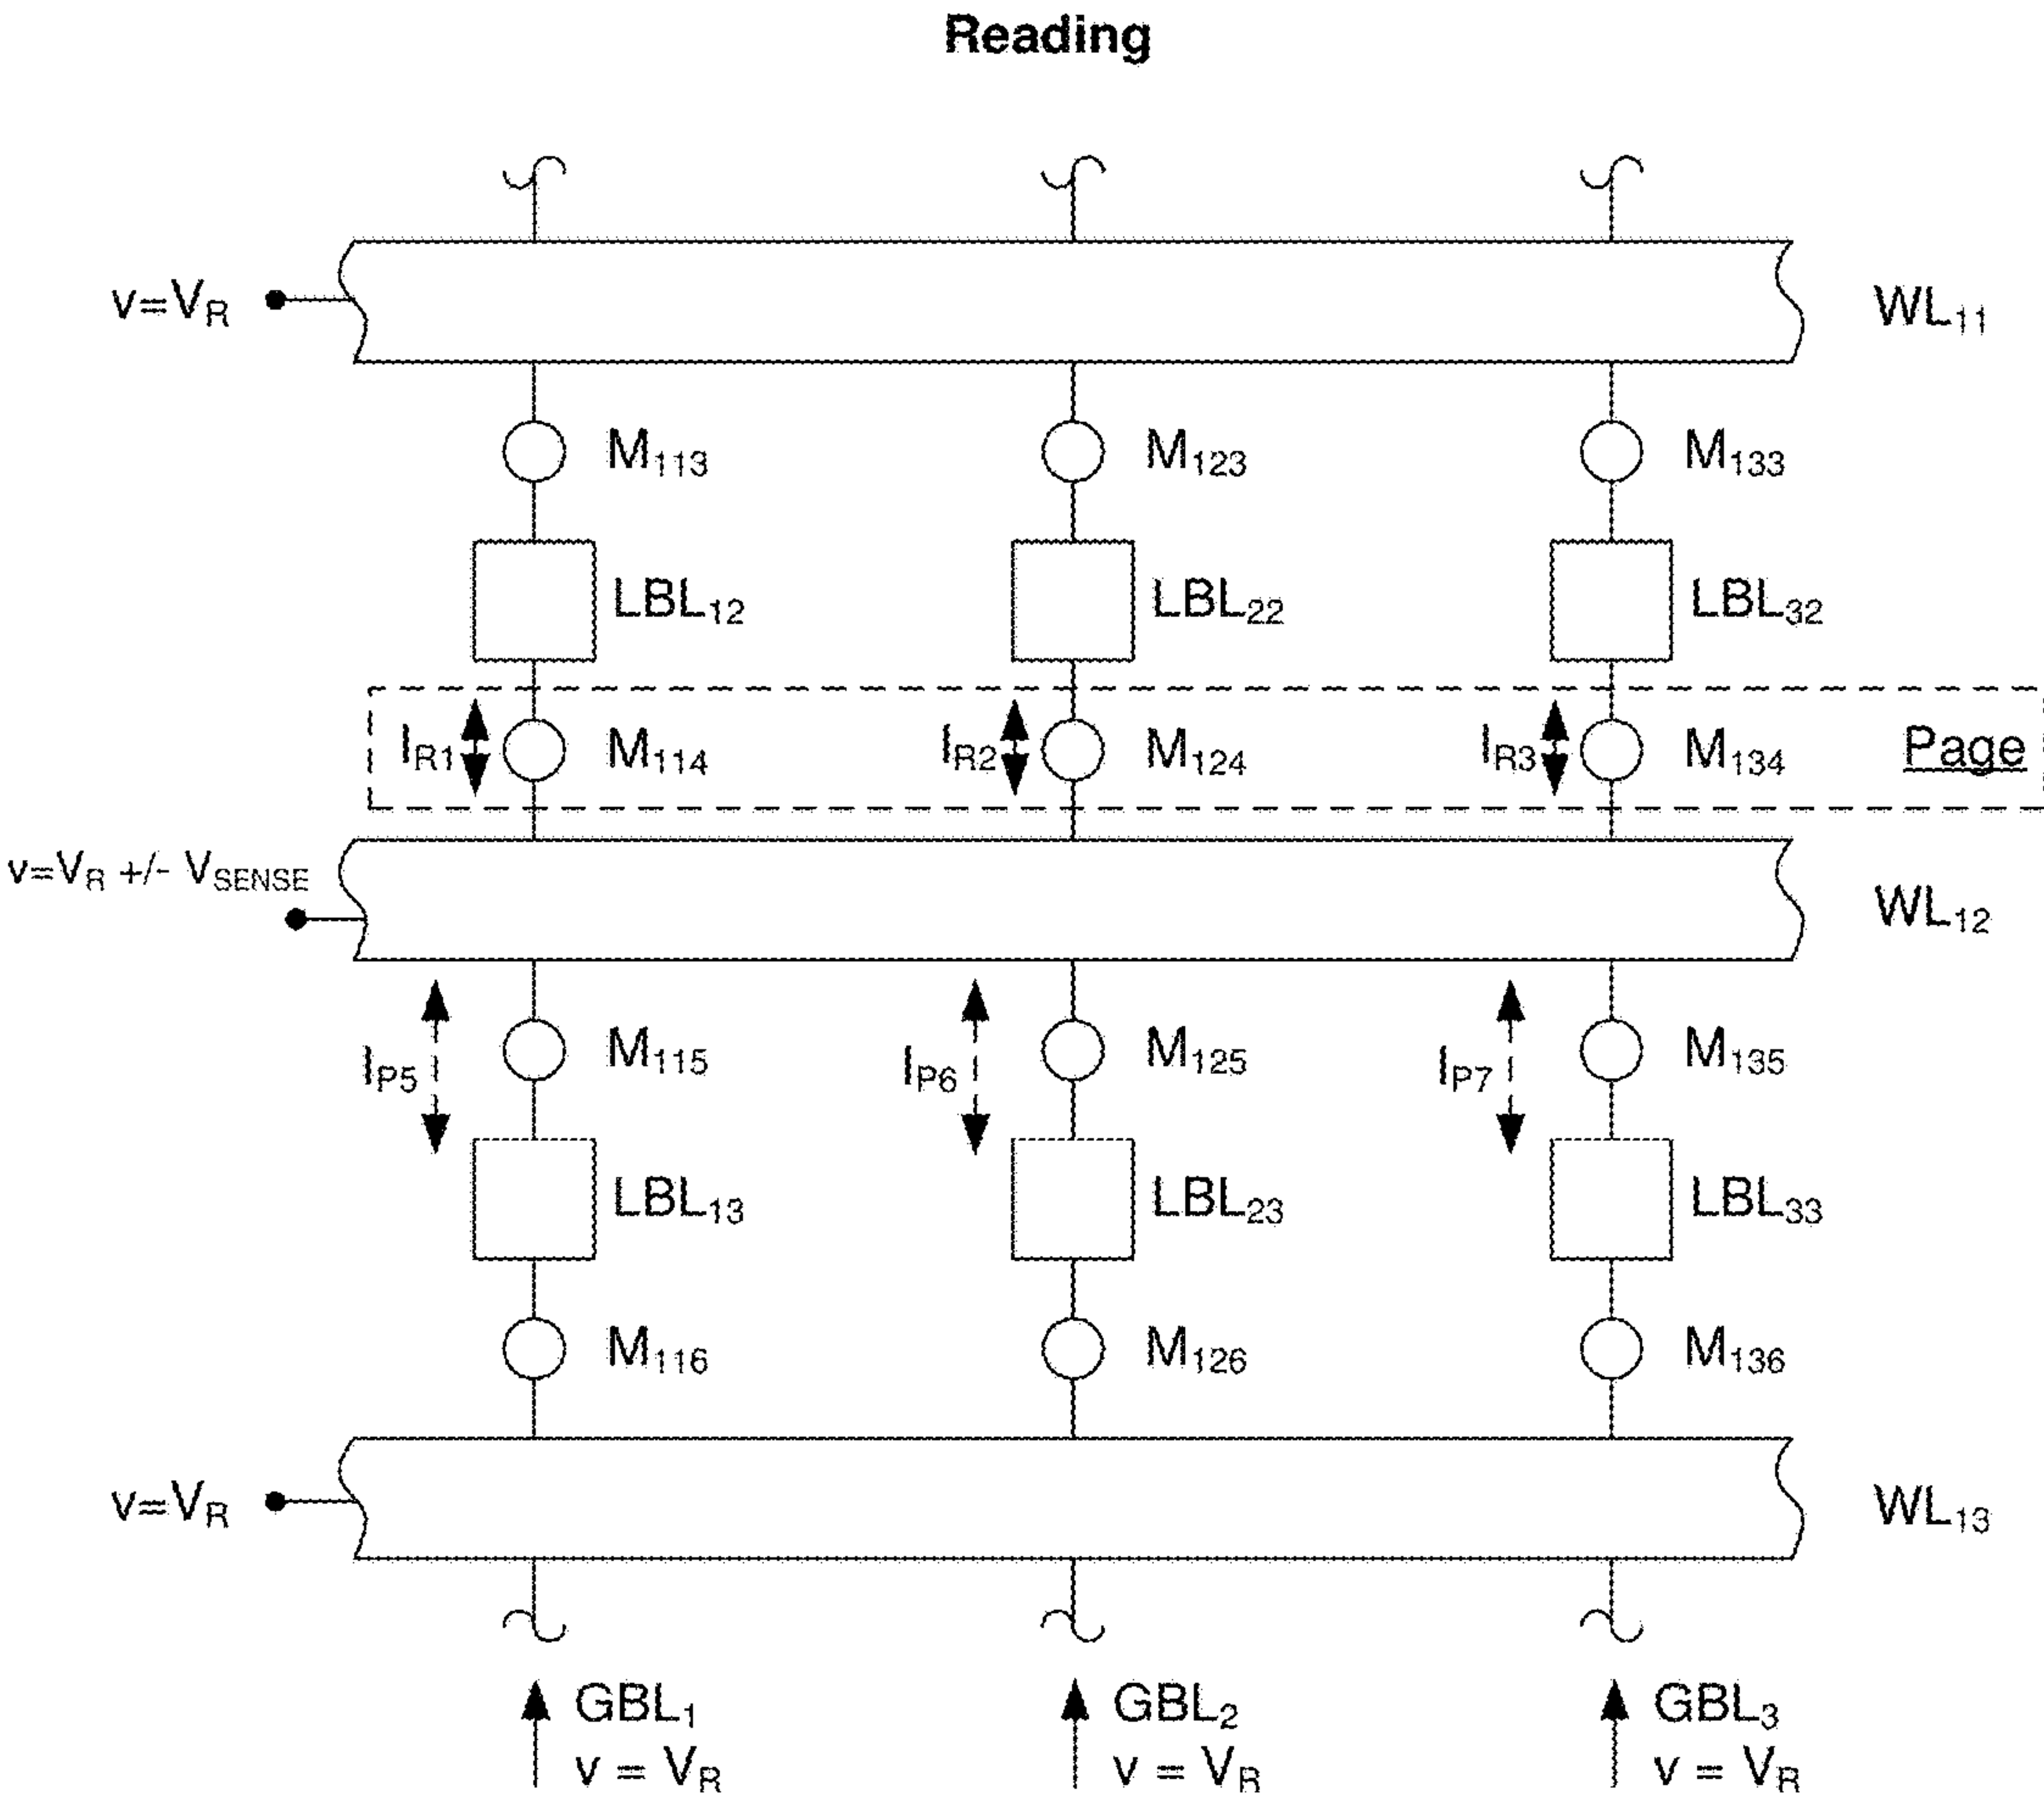 Reading
v=VR
WL11
M113 M123 M133
LBL12 LBL22 LBL32
IR1 M114 IR2 M124 IR3 M134 Page
v=VR +/- VSENSE
WL12
IP5 M115 IP6 M125 IP7 M135
LBL13 LBL23 LBL33
M116 M126 M136
v=VR
WL13
GBL1 GBL2 GBL3
v = VR v = VR v = VR